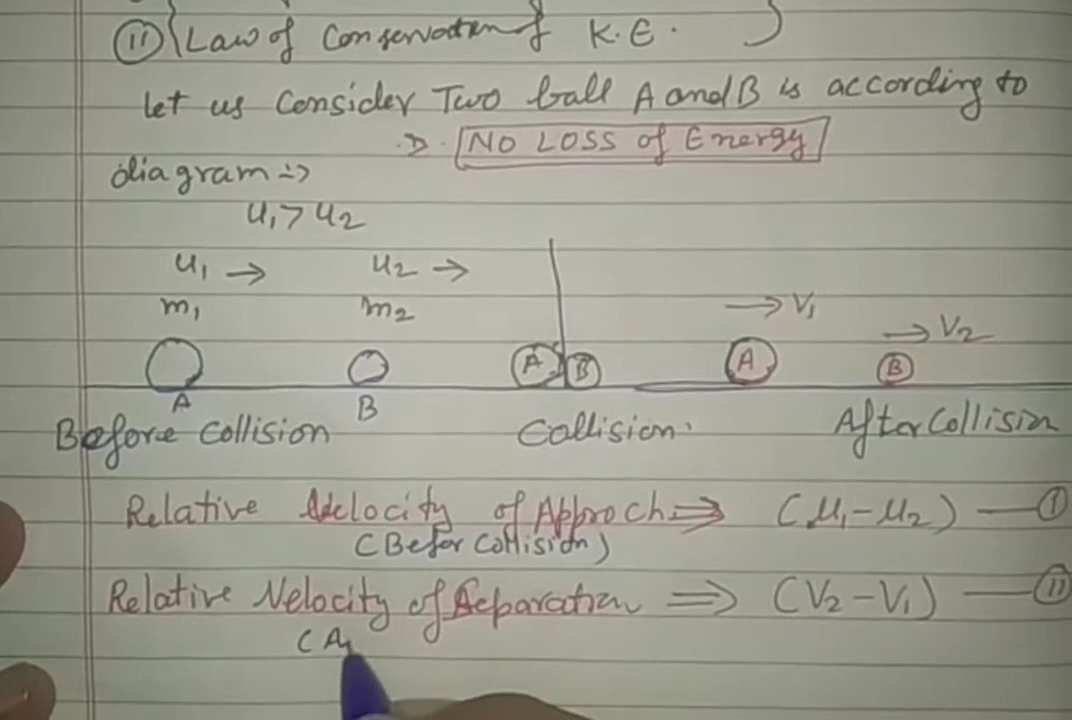 (ii) Law of Conservation of K.E.
let us Consider Two ball A and B is according to
NO LOSS of Energy
diagram =>
u₁ > u₂
u₁ → u₂ →
m₁ m₂
→ V₁
→ V₂
A B A B A B
Before Collision Collision. After Collision
Relative Velocity of Approch => (u₁ - u₂) — (I)
(Befor Collision)
Relative Velocity of Seperation => (V₂ - V₁) — (II)
(A